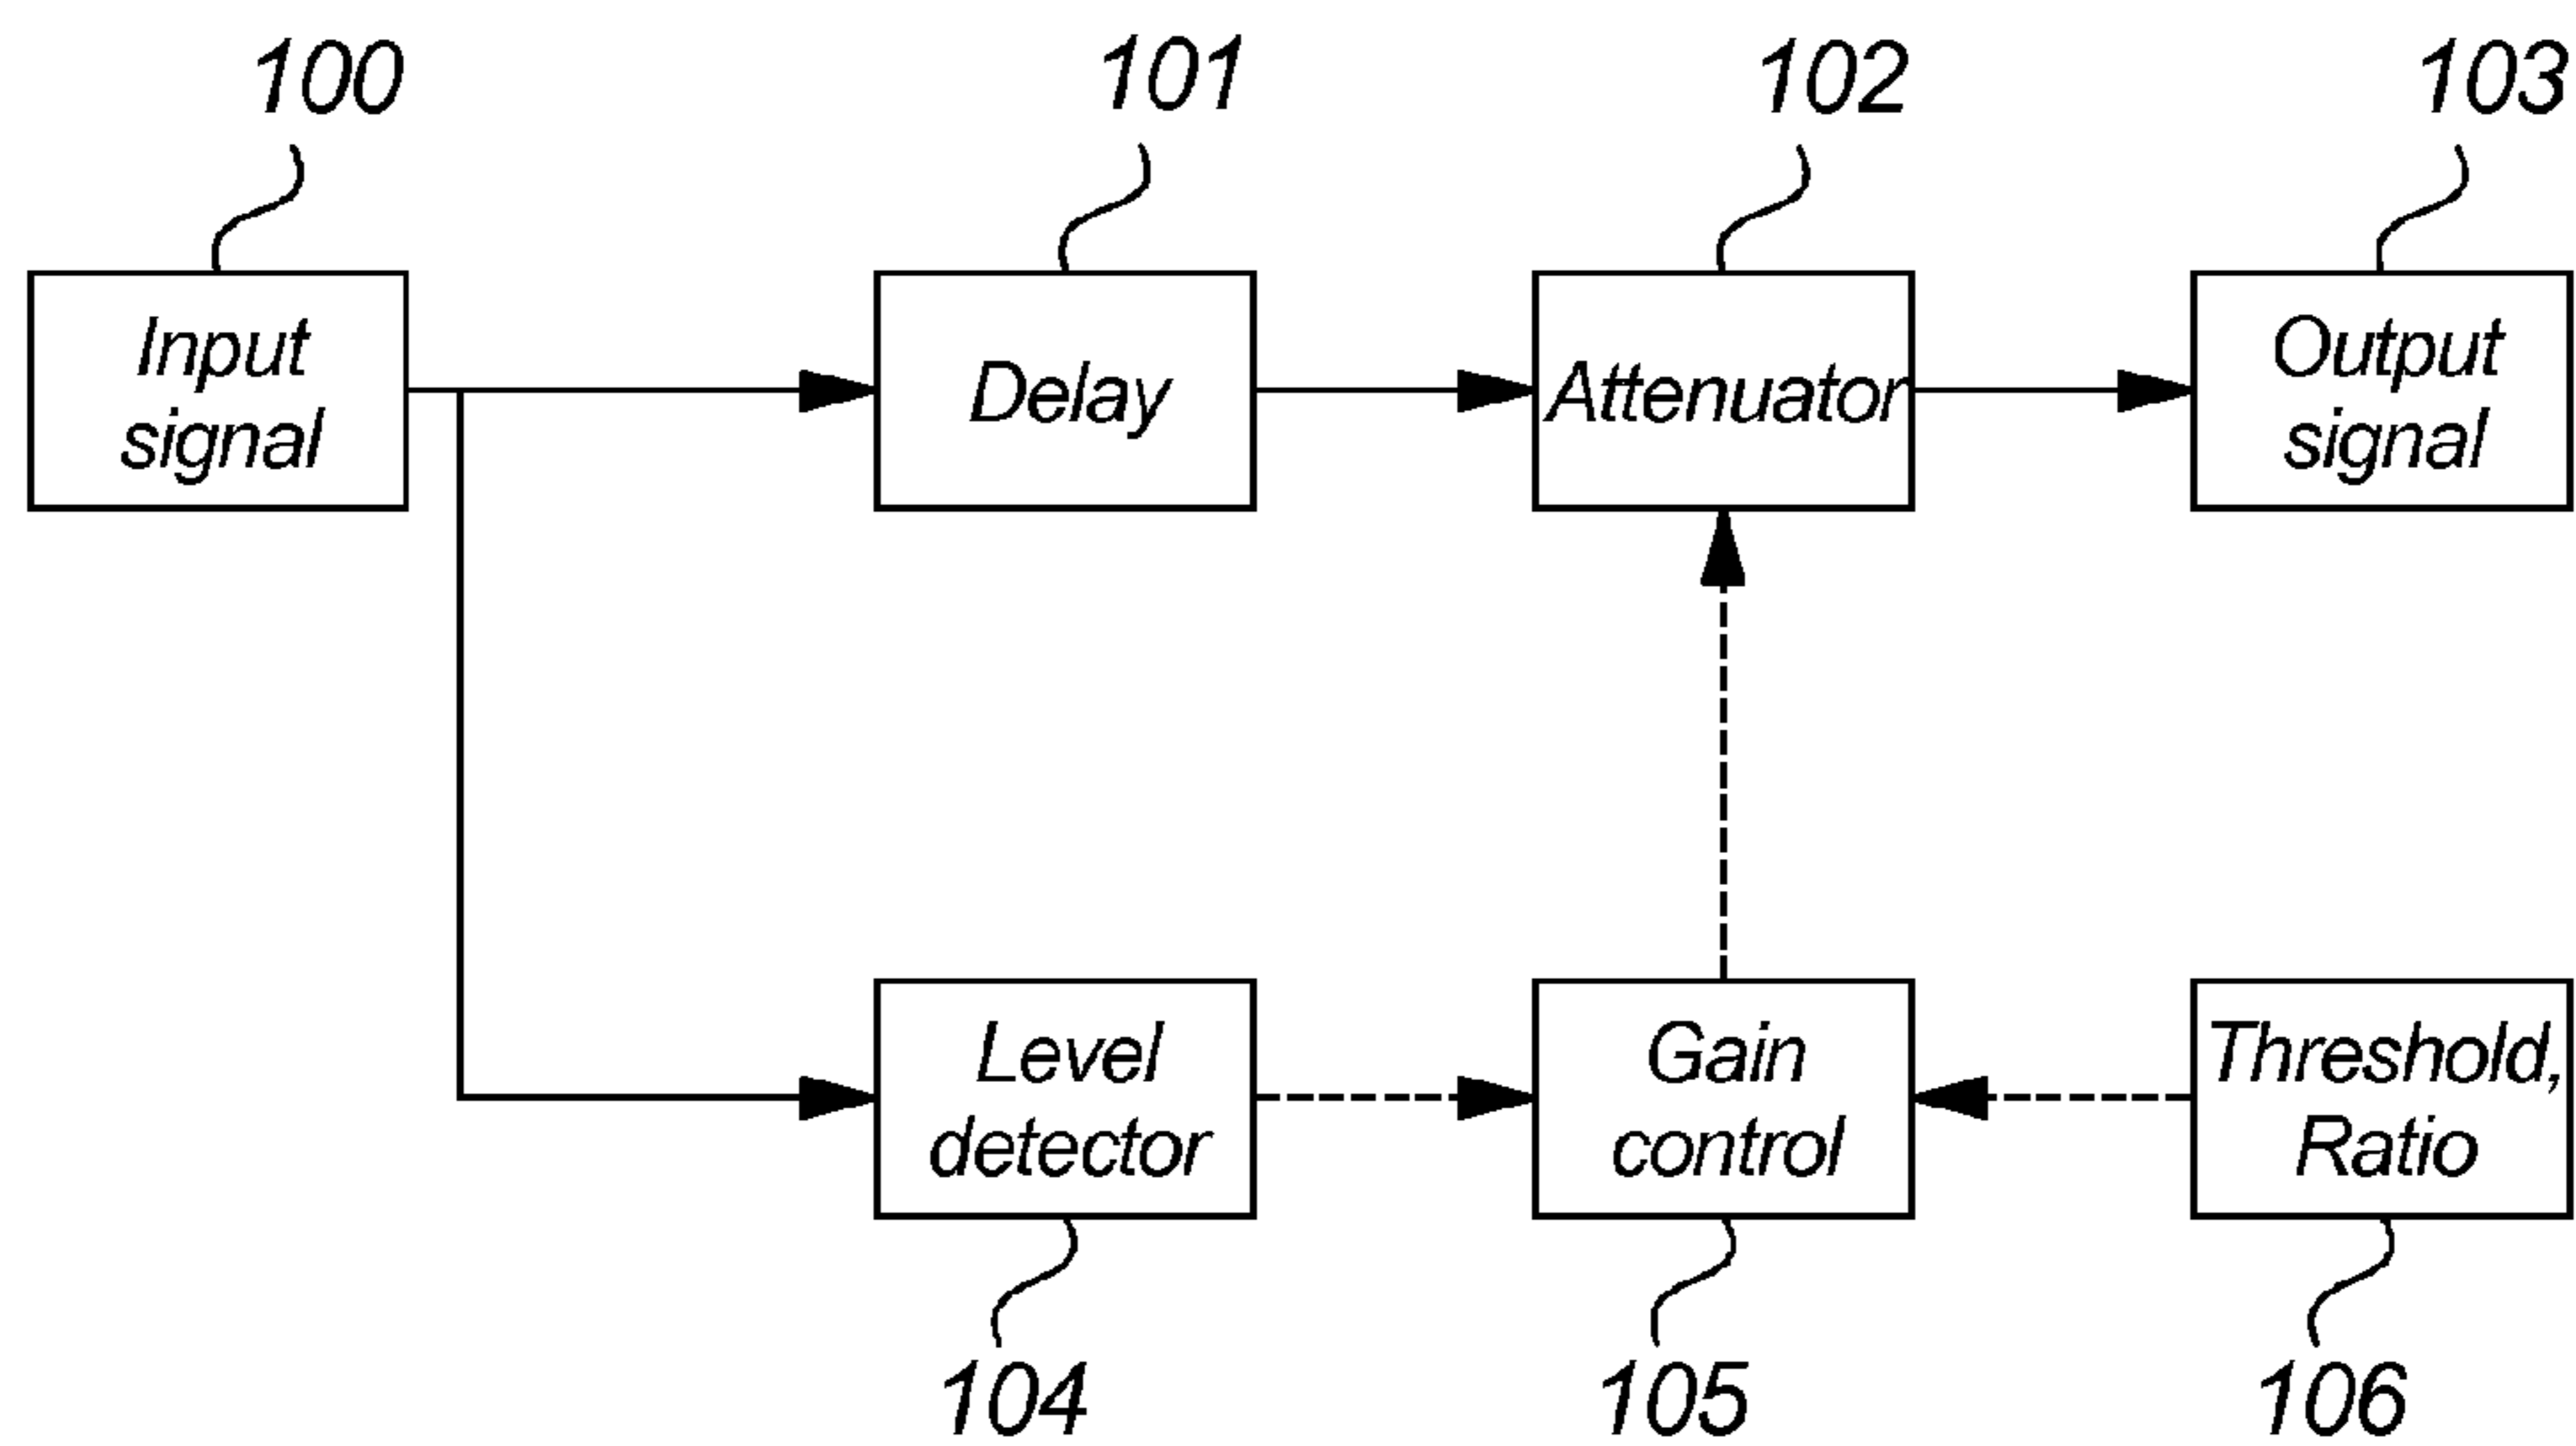 100
101
102
103
Input
signal
Delay
Attenuator
Output
signal
Level
detector
Gain
control
Threshold,
Ratio
104
105
106